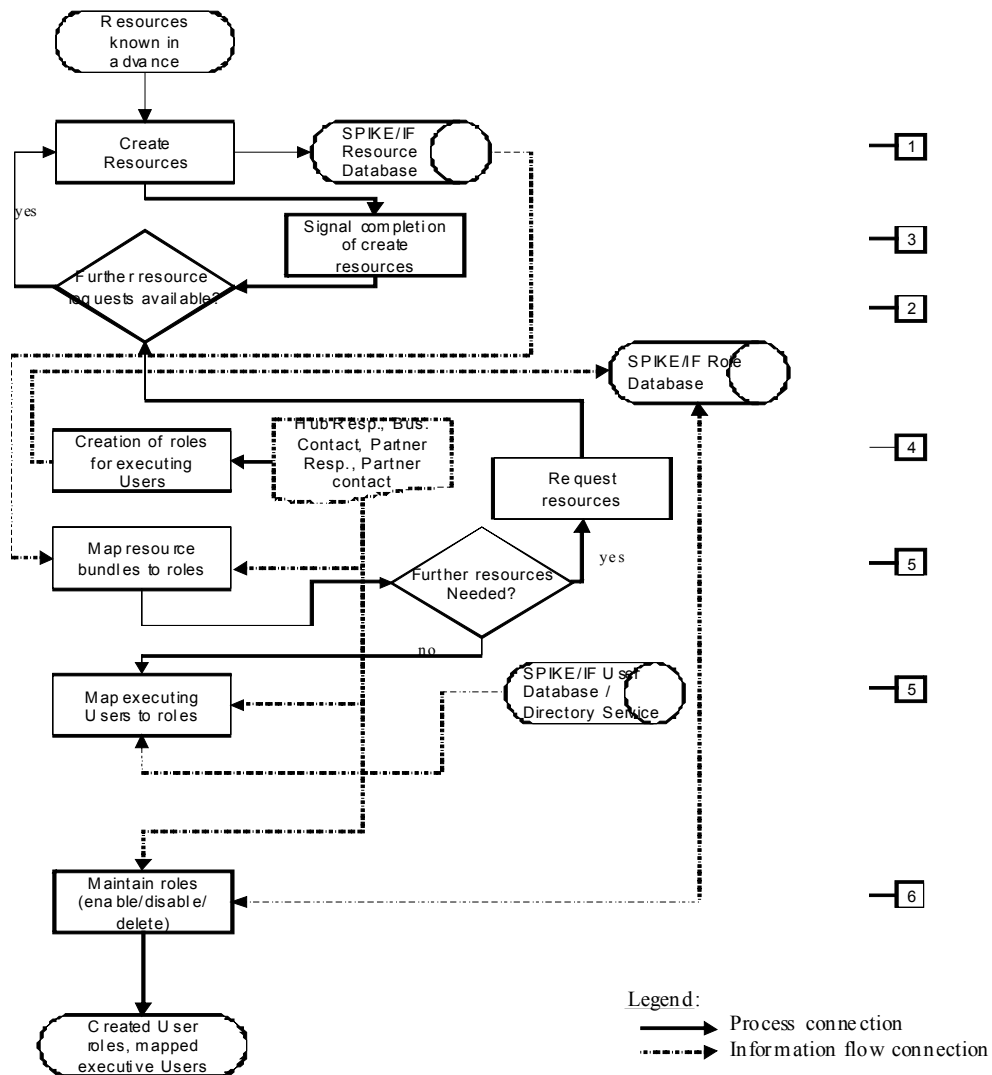 Resources
known in
advance
Create
Resources
SPIKE/IF
Resource
Database
1
yes
Signal completion
of create
resources
3
Further resource
requests available?
2
SPIKE/IF Role
Database
Creation of roles
for executing
Users
Hub Resp., Bus.
Contact, Partner
Resp., Partner
contact
4
Request
resources
Map resource
bundles to roles
yes
Further resources
Needed?
5
no
Map executing
Users to roles
SPIKE/IF User
Database /
Directory Service
5
Maintain roles
(enable/disable/
delete)
6
Created User
roles, mapped
executive Users
Legend:
Process connection
Information flow connection